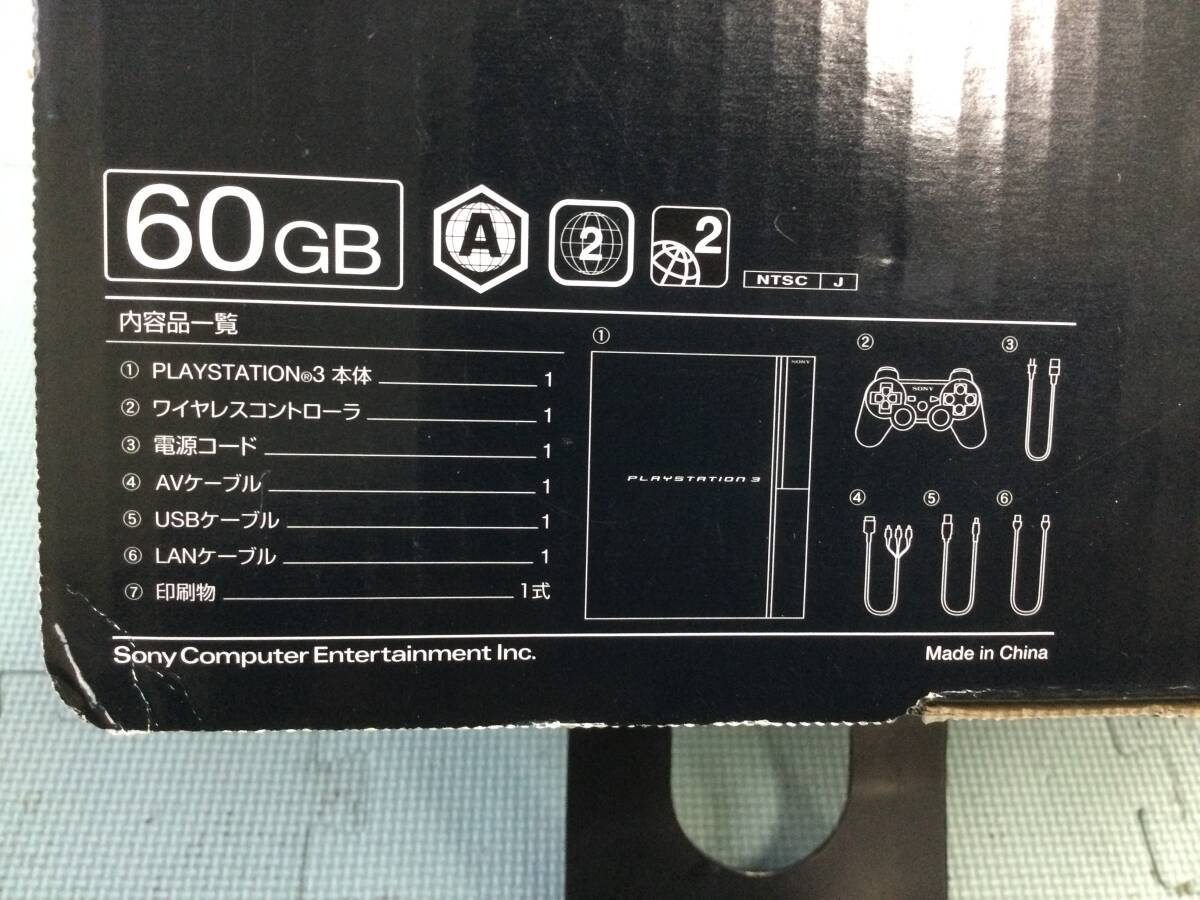 60GB
A
2
2
NTSC J
内容品一覧
① PLAYSTATION®3 本体 1
② ワイヤレスコントローラ 1
③ 電源コード 1
④ AVケーブル 1
⑤ USBケーブル 1
⑥ LANケーブル 1
⑦ 印刷物 1式
①
SONY
PLAYSTATION 3
②
SONY
③
④
⑤
⑥
Sony Computer Entertainment Inc.
Made in China